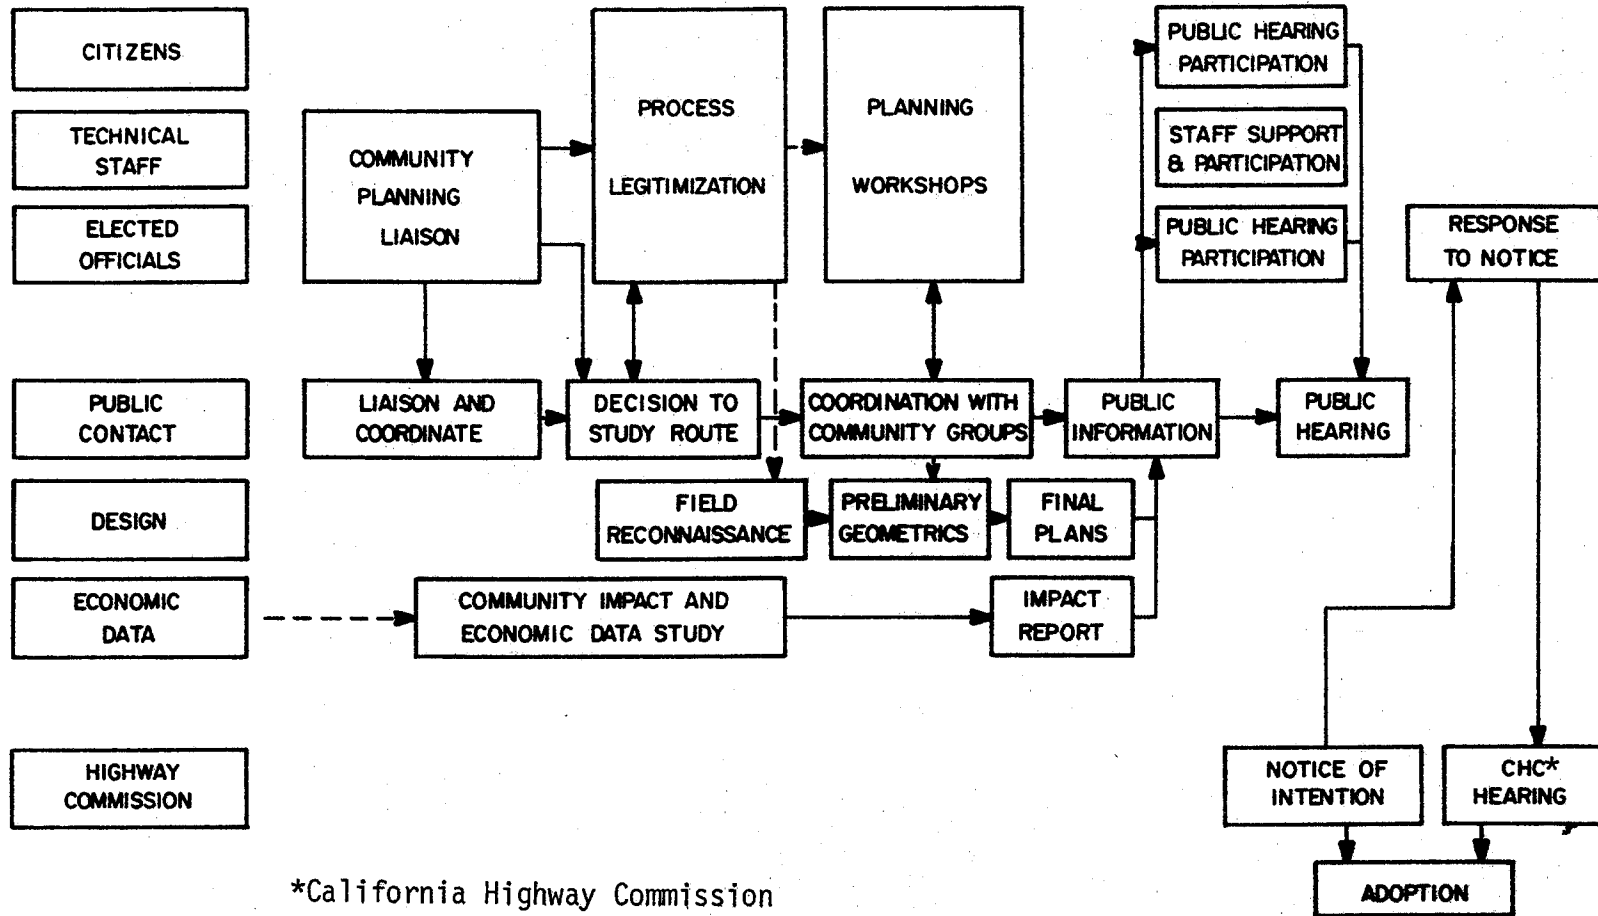 CITIZENS
TECHNICAL
STAFF
ELECTED
OFFICIALS
PUBLIC
CONTACT
DESIGN
ECONOMIC
DATA
HIGHWAY
COMMISSION
COMMUNITY
PLANNING
LIAISON
PROCESS
LEGITIMIZATION
PLANNING
WORKSHOPS
PUBLIC HEARING
PARTICIPATION
STAFF SUPPORT
& PARTICIPATION
PUBLIC HEARING
PARTICIPATION
RESPONSE
TO NOTICE
LIAISON AND
COORDINATE
DECISION TO
STUDY ROUTE
COORDINATION WITH
COMMUNITY GROUPS
PUBLIC
INFORMATION
PUBLIC
HEARING
FIELD
RECONNAISSANCE
PRELIMINARY
GEOMETRICS
FINAL
PLANS
COMMUNITY IMPACT AND
ECONOMIC DATA STUDY
IMPACT
REPORT
NOTICE OF
INTENTION
CHC*
HEARING
ADOPTION
*California Highway Commission